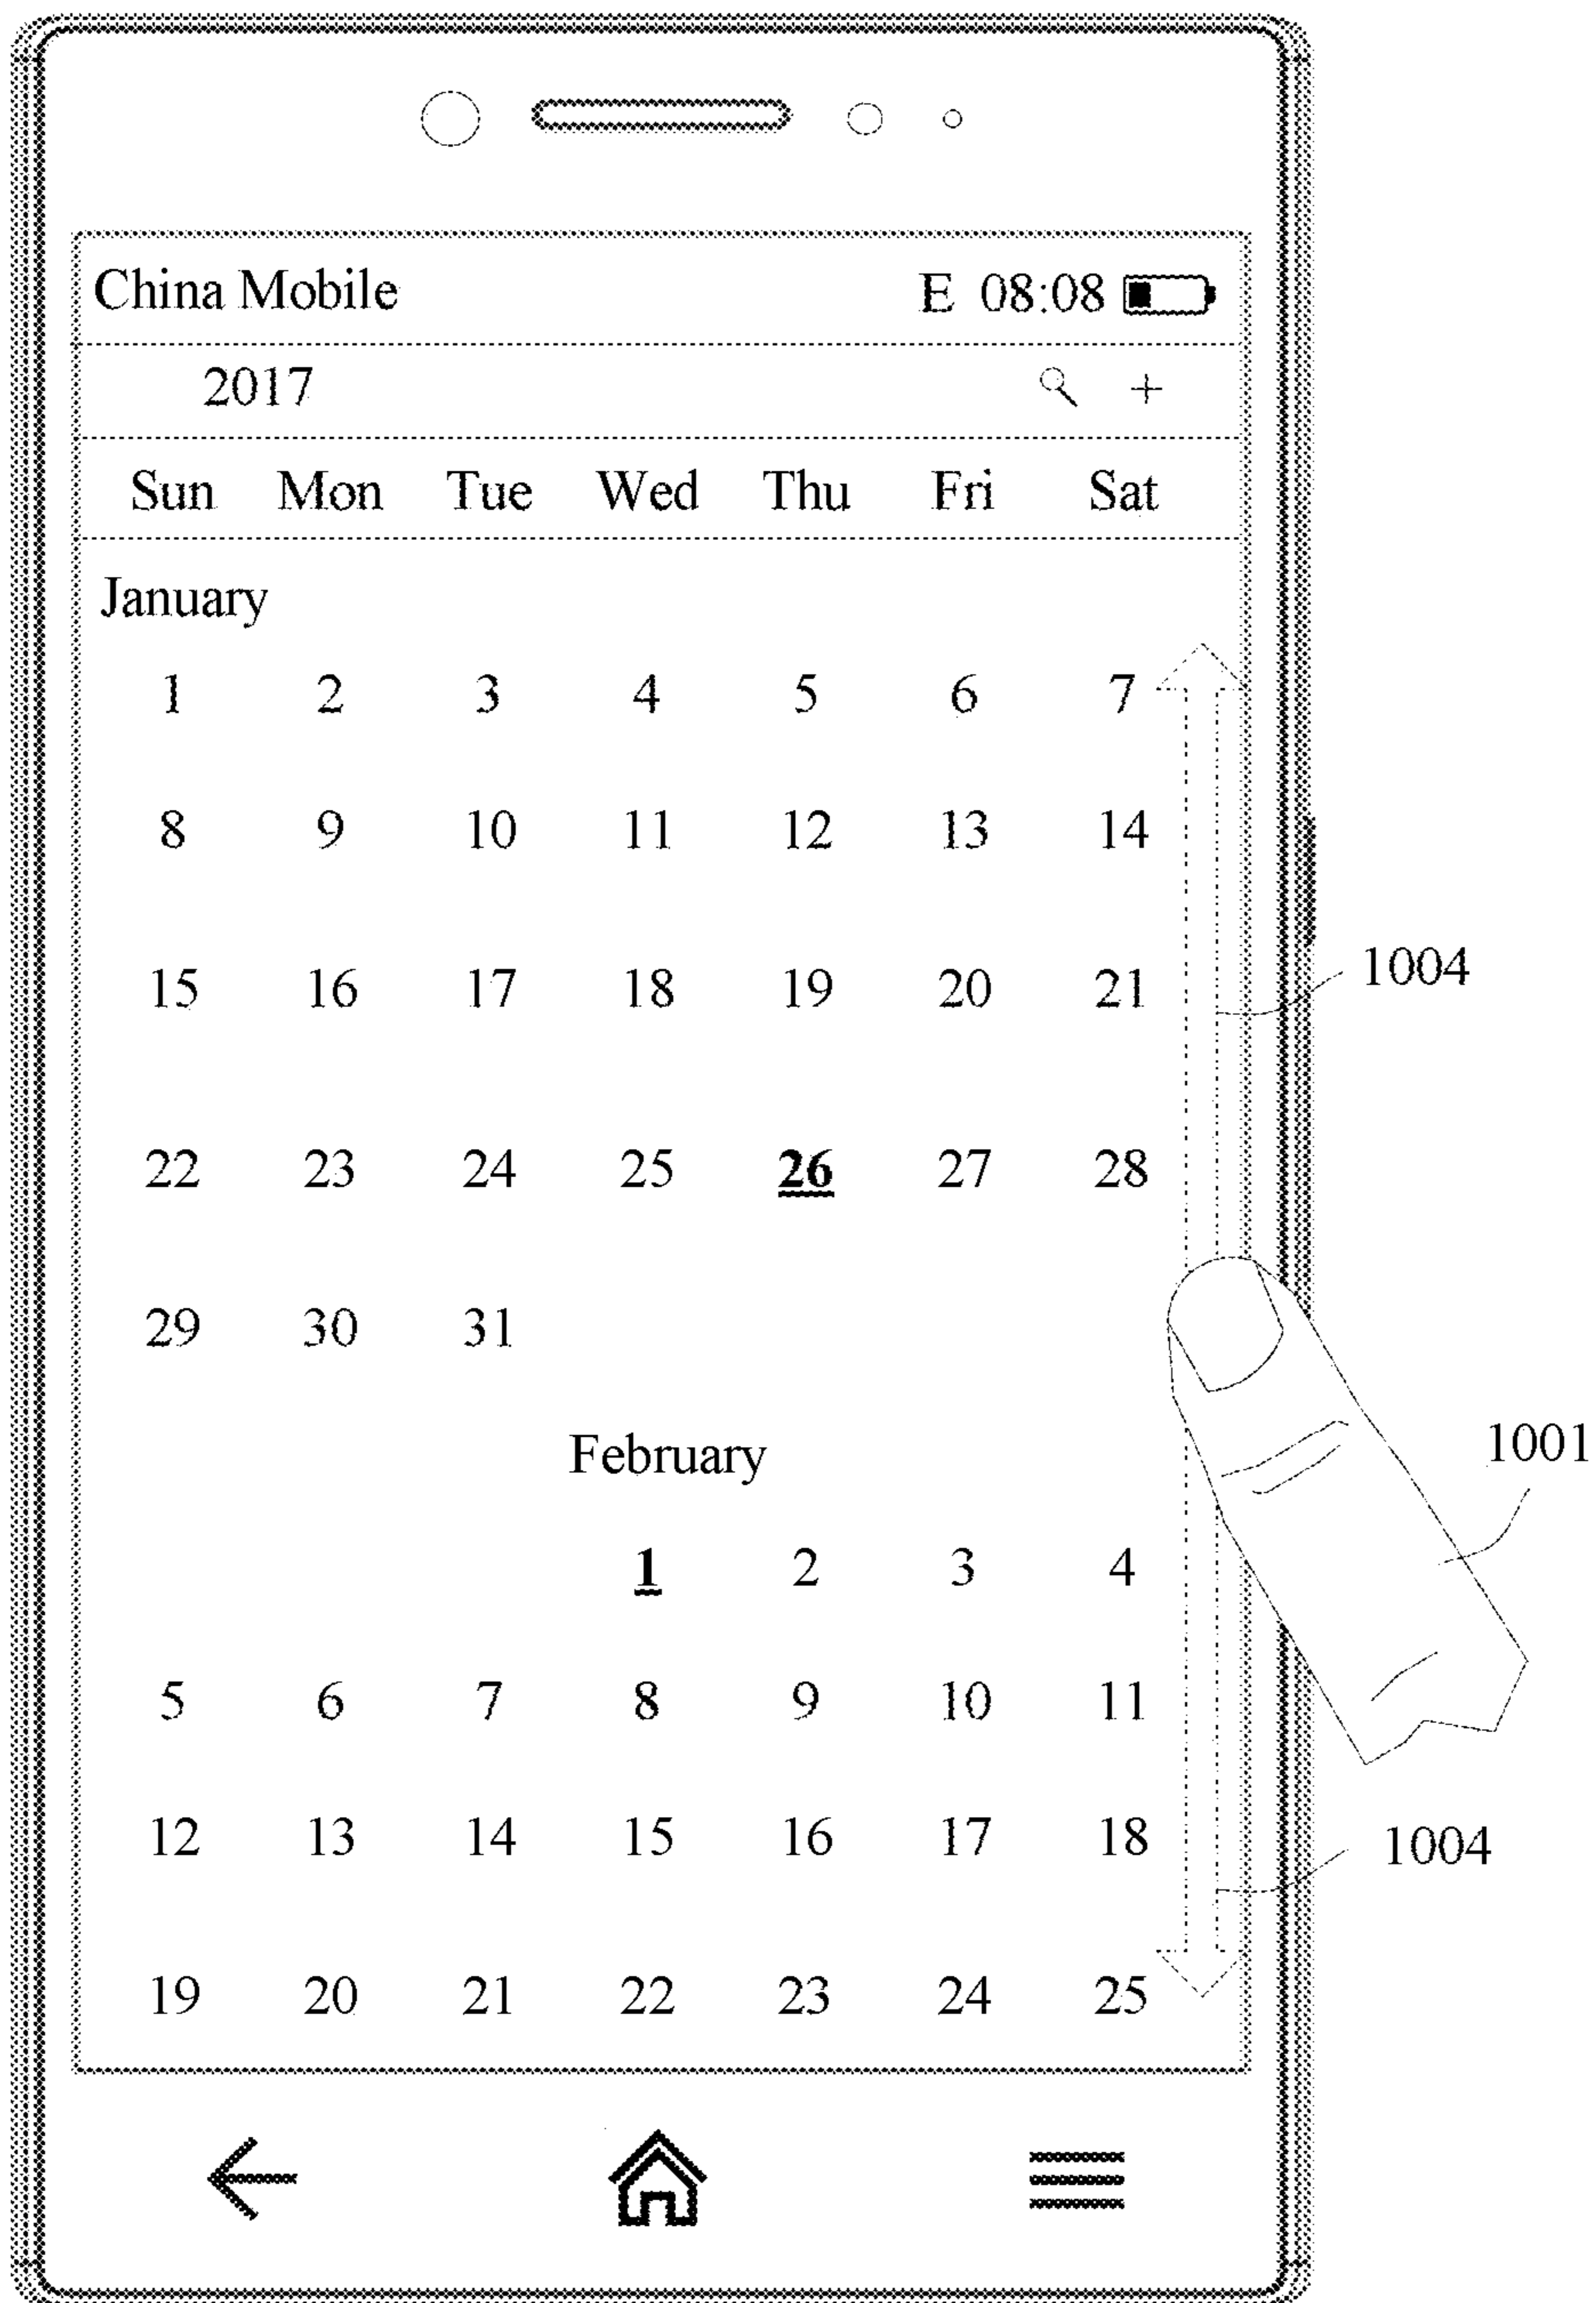 China Mobile E 08:08
2017 +
Sun Mon Tue Wed Thu Fri Sat
January
1 2 3 4 5 6 7
8 9 10 11 12 13 14
15 16 17 18 19 20 21
1004
22 23 24 25 26 27 28
29 30 31
February
1001
1 2 3 4
5 6 7 8 9 10 11
12 13 14 15 16 17 18
1004
19 20 21 22 23 24 25